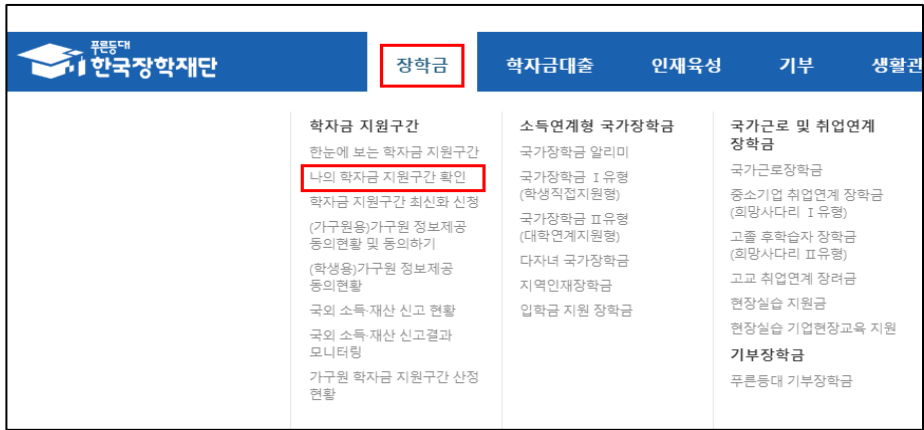 푸른등대
한국장학재단
장학금
학자금대출
인재육성
기부
생활관
학자금 지원구간
한눈에 보는 학자금 지원구간
나의 학자금 지원구간 확인
학자금 지원구간 최신화 신청
(가구원용)가구원 정보제공
동의현황 및 동의하기
(학생용)가구원 정보제공
동의현황
국외 소득·재산 신고 현황
국외 소득·재산 신고결과
모니터링
가구원 학자금 지원구간 산정
현황
소득연계형 국가장학금
국가장학금 알리미
국가장학금 Ⅰ유형
(학생직접지원형)
국가장학금 Ⅱ유형
(대학연계지원형)
다자녀 국가장학금
지역인재장학금
입학금 지원 장학금
국가근로 및 취업연계
장학금
국가근로장학금
중소기업 취업연계 장학금
(희망사다리 Ⅰ유형)
고졸 후학습자 장학금
(희망사다리 Ⅱ유형)
고교 취업연계 장려금
현장실습 지원금
현장실습 기업현장교육 지원
기부장학금
푸른등대 기부장학금